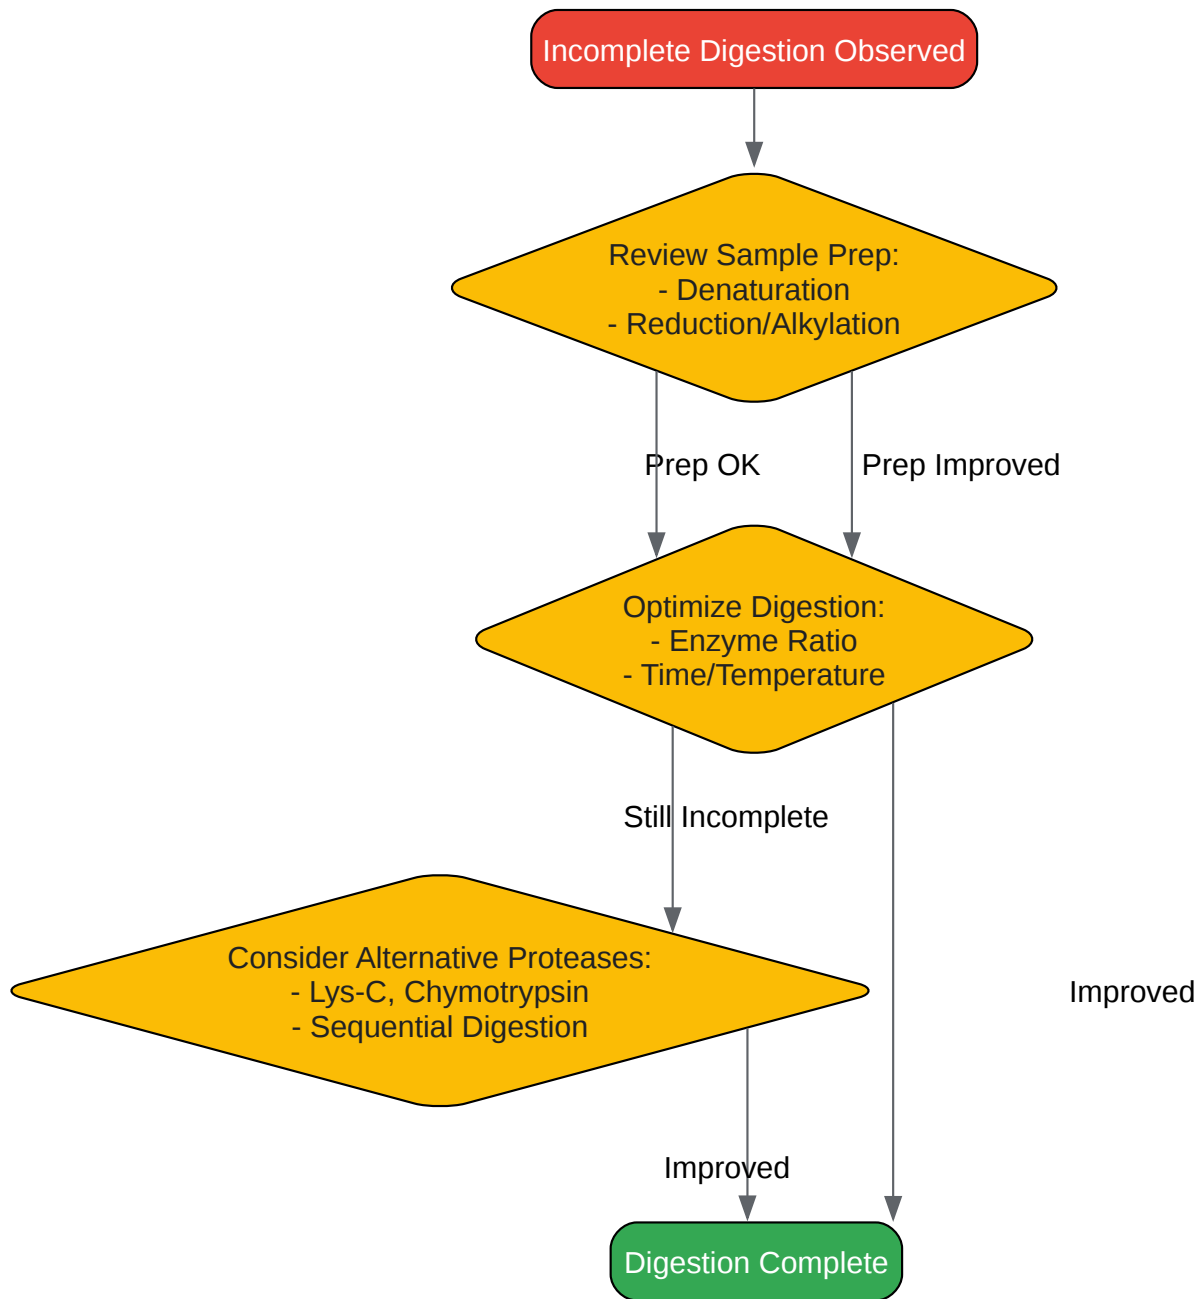 Incomplete Digestion Observed
Review Sample Prep:
- Denaturation
- Reduction/Alkylation
Prep OK
Prep Improved
Optimize Digestion:
- Enzyme Ratio
- Time/Temperature
Still Incomplete
Consider Alternative Proteases:
- Lys-C, Chymotrypsin
- Sequential Digestion
Improved
Improved
Digestion Complete